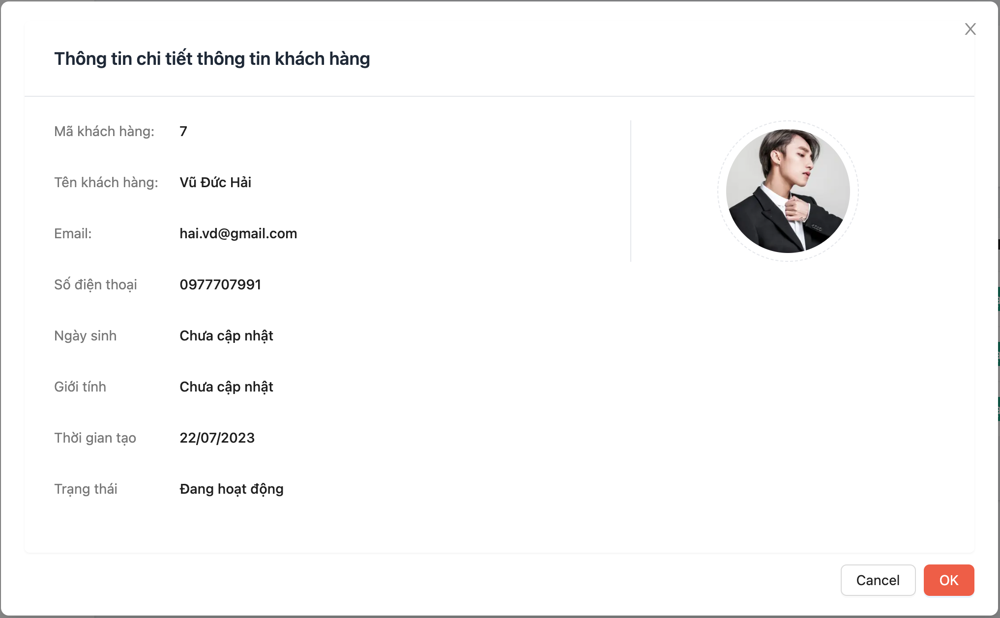 Thông tin chi tiết thông tin khách hàng
Mã khách hàng: 7
Tên khách hàng: Vũ Đức Hải
Email: hai.vd@gmail.com
Số điện thoại 0977707991
Ngày sinh Chưa cập nhật
Giới tính Chưa cập nhật
Thời gian tạo 22/07/2023
Trạng thái Đang hoạt động
Cancel OK